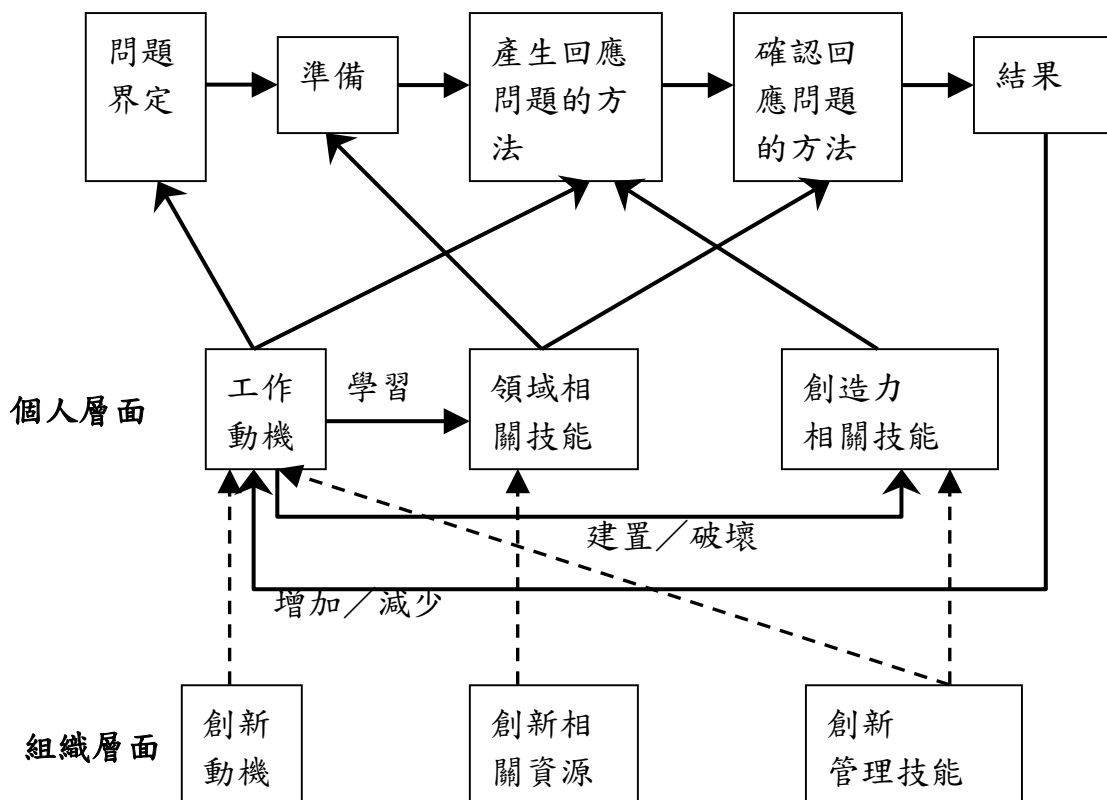 問題
界定
準備
產生回應
問題的方
法
確認回
應問題
的方法
結果
個人層面
工作
動機
學習
領域相
關技能
創造力
相關技能
建置／破壞
增加／減少
組織層面
創新
動機
創新相
關資源
創新
管理技能